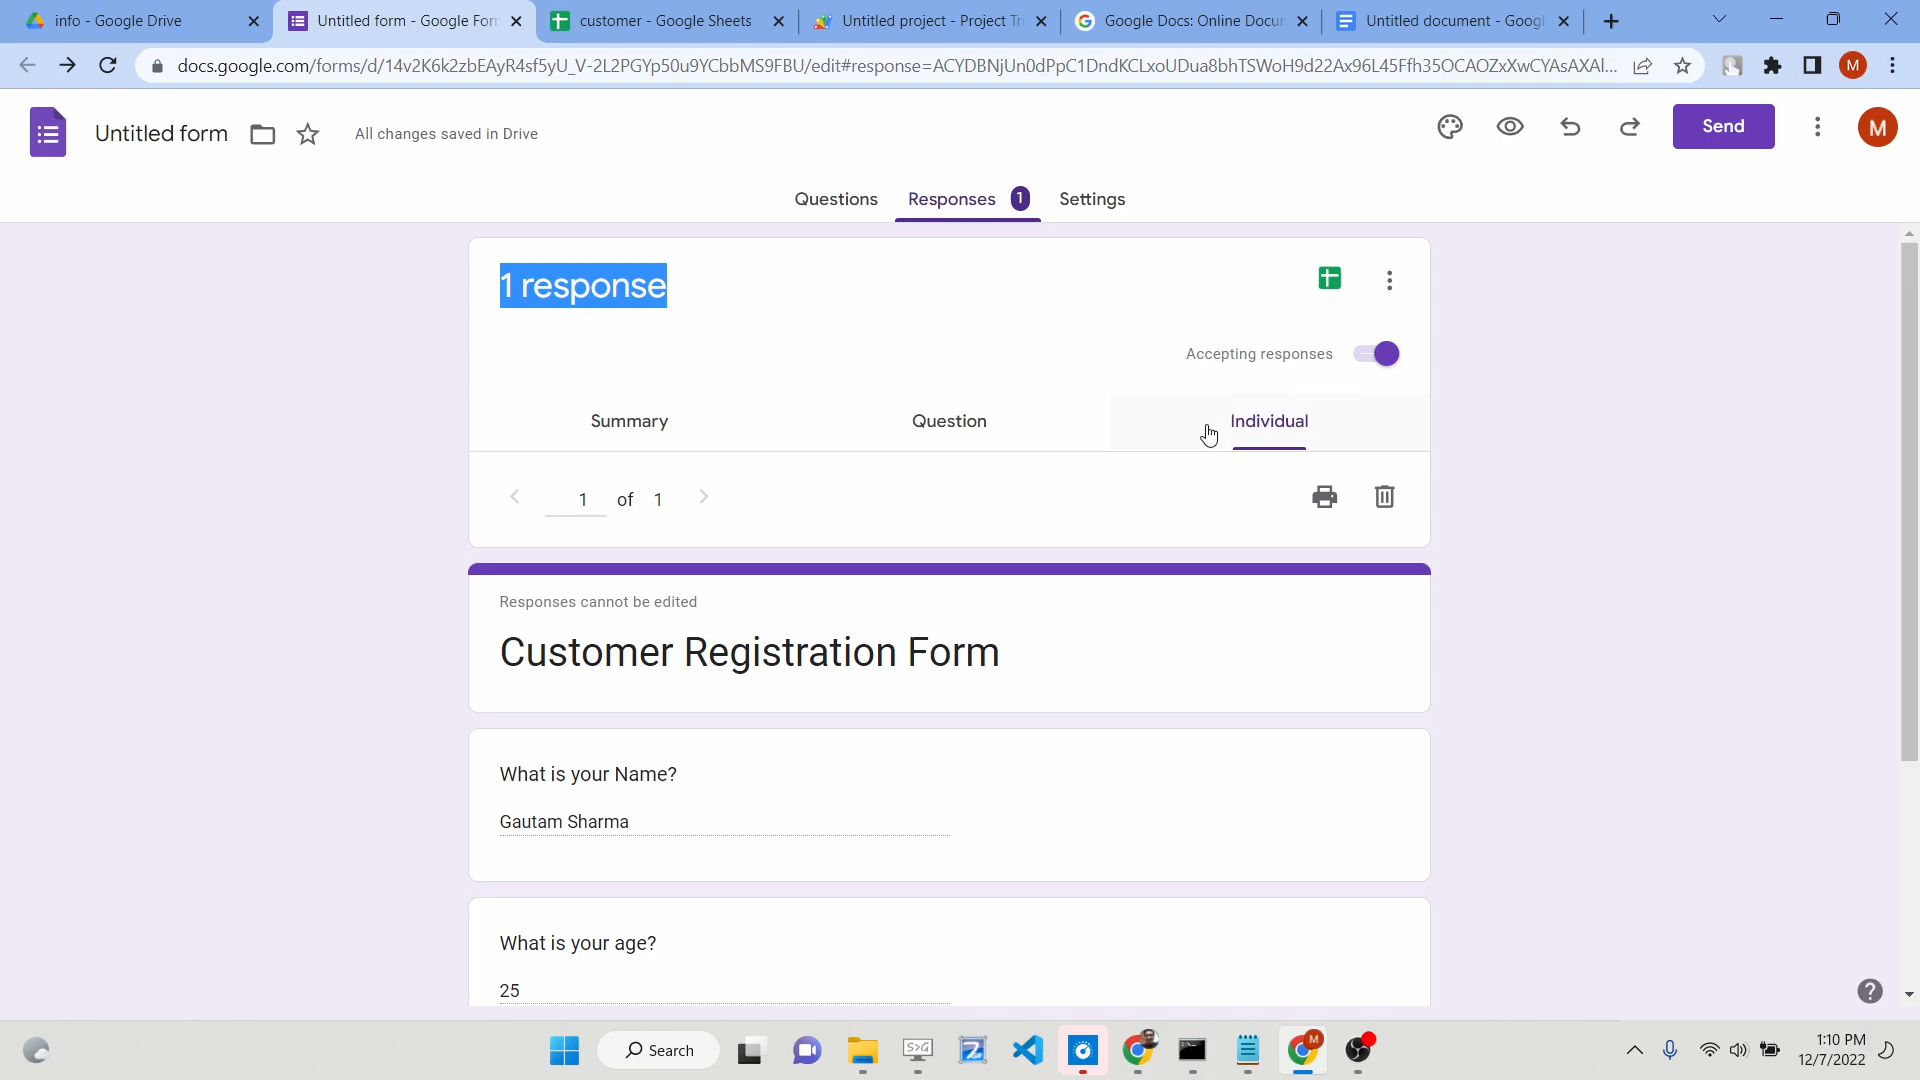 info - Google Drive
Untitled form - Google For
customer - Google Sheets
Untitled project - Project Tr
Google Docs: Online Docu
Untitled document - Googl
docs.google.com/forms/d/14v2K6k2zbEAyR4sf5yU_V-2L2PGYp50u9YCbbMS9FBU/edit#response=ACYDBNjUn0dPpC1DndKCLxoUDua8bhTSWoH9d22Ax96L45Ffh35OCAOZxXwCYAsAXAl...
M
Untitled form
All changes saved in Drive
Send
M
Questions
Responses 1
Settings
1 response
Accepting responses
Summary
Question
Individual
1 of 1
Responses cannot be edited
Customer Registration Form
What is your Name?
Gautam Sharma
What is your age?
25
Search
M
1:10 PM
12/7/2022